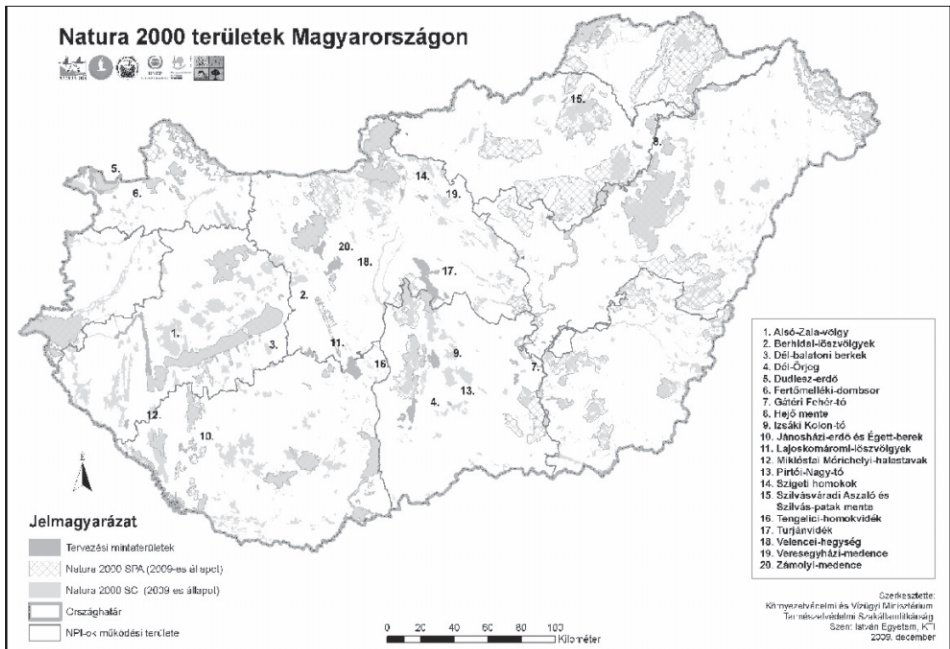 Natura 2000 területek Magyarországon
5.
6.
15.
8.
14.
19.
20.
18.
17.
2.
1.
3.
11.
16.
9.
7.
13.
4.
12.
10.
1. Alsó-Zala-völgy
2. Berhidai-löszvölgyek
3. Dél-balatoni berkek
4. Dél-Őrjog
5. Dudlesz-erdő
6. Fertőmelléki-dombsor
7. Gátéri Fehér-tó
8. Hejő mente
9. Izsáki Kolon-tó
10. Jánosházi-erdő és Égett-berek
11. Lajoskomáromi-löszvölgyek
12. Miklósfai Mórichelyi-halastavak
13. Pirtói-Nagy-tó
14. Szigeti homokok
15. Szilvásváradi Aszaló és
Szilvás-patak mente
16. Tengelici-homokvidék
17. Turjánvidék
18. Velencei-hegység
19. Veresegyházi-medence
20. Zámolyi-medence
Jelmagyarázat
Tervezési mintaterületek
Natura 2000 SPA (2009-es állapot)
Natura 2000 SC (2009-es állapot)
Országhatár
NPI-ok működési területe
0 10 20 40 60 80 100
Kilométer
Szerkesztette:
Környezetvédelmi és Vízügyi Minisztérium
Természetvédelmi Szakállamtitkárság
Szent István Egyetem, KTI
2009. december